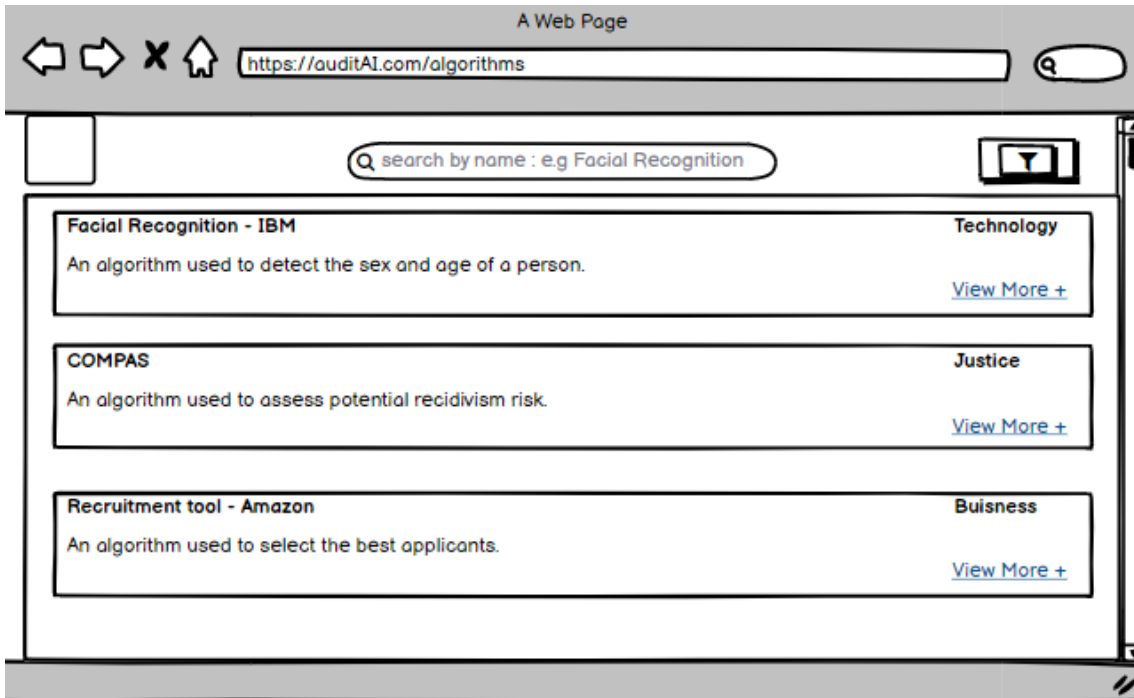 A Web Page
https://auditAI.com/algorithms
search by name : e.g Facial Recognition
Facial Recognition - IBM
Technology
An algorithm used to detect the sex and age of a person.
View More +
COMPAS
Justice
An algorithm used to assess potential recidivism risk.
View More +
Recruitment tool - Amazon
Buisness
An algorithm used to select the best applicants.
View More +